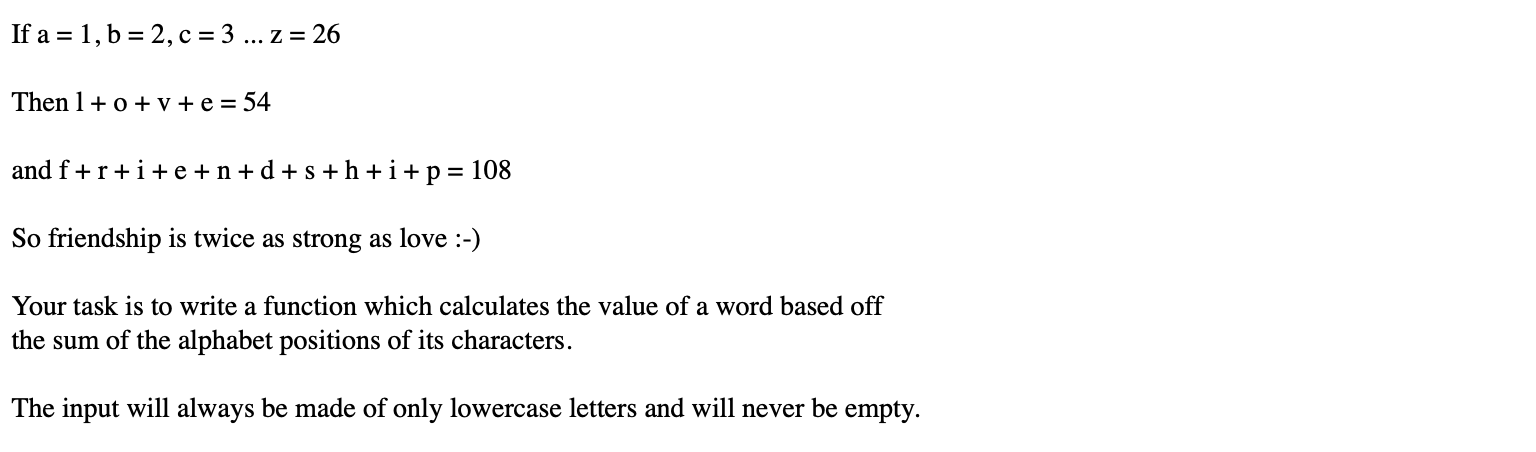 If a = 1, b = 2, c = 3 ... z = 26
Then l + o + v + e = 54
and f + r + i + e + n + d + s + h + i + p = 108
So friendship is twice as strong as love :-)
Your task is to write a function which calculates the value of a word based off
the sum of the alphabet positions of its characters.
The input will always be made of only lowercase letters and will never be empty.